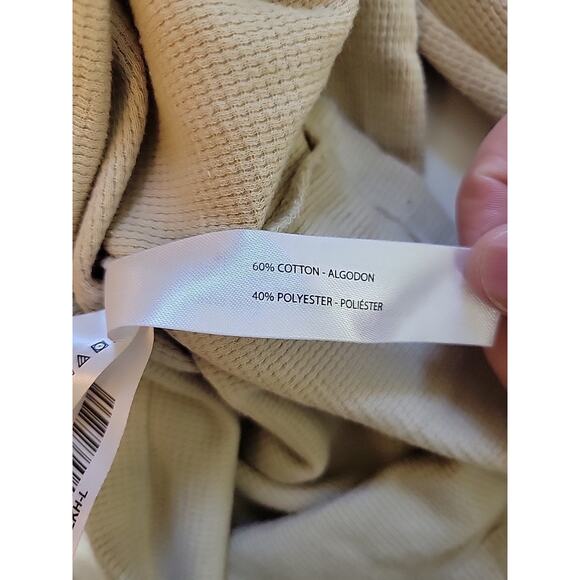 60% COTTON - ALGODON
40% POLYESTER - POLIÉSTER